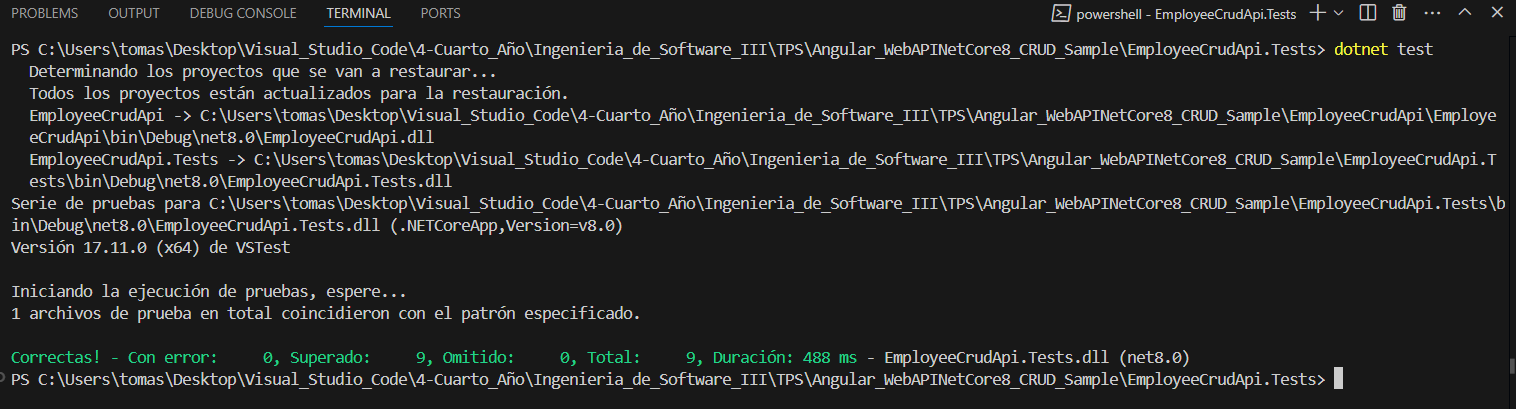 PROBLEMS OUTPUT DEBUG CONSOLE TERMINAL PORTS powershell - EmployeeCrudApi.Tests
PS C:\Users\tomas\Desktop\Visual_Studio_Code\4-Cuarto_Año\Ingenieria_de_Software_III\TPS\Angular_WebAPINetCore8_CRUD_Sample\EmployeeCrudApi.Tests> dotnet test
  Determinando los proyectos que se van a restaurar...
  Todos los proyectos están actualizados para la restauración.
  EmployeeCrudApi -> C:\Users\tomas\Desktop\Visual_Studio_Code\4-Cuarto_Año\Ingenieria_de_Software_III\TPS\Angular_WebAPINetCore8_CRUD_Sample\EmployeeCrudApi\Employe
  eCrudApi\bin\Debug\net8.0\EmployeeCrudApi.dll
  EmployeeCrudApi.Tests -> C:\Users\tomas\Desktop\Visual_Studio_Code\4-Cuarto_Año\Ingenieria_de_Software_III\TPS\Angular_WebAPINetCore8_CRUD_Sample\EmployeeCrudApi.T
  ests\bin\Debug\net8.0\EmployeeCrudApi.Tests.dll
Serie de pruebas para C:\Users\tomas\Desktop\Visual_Studio_Code\4-Cuarto_Año\Ingenieria_de_Software_III\TPS\Angular_WebAPINetCore8_CRUD_Sample\EmployeeCrudApi.Tests\b
in\Debug\net8.0\EmployeeCrudApi.Tests.dll (.NETCoreApp,Version=v8.0)
Versión 17.11.0 (x64) de VSTest
Iniciando la ejecución de pruebas, espere...
1 archivos de prueba en total coincidieron con el patrón especificado.
Correctas! - Con error:     0, Superado:     9, Omitido:     0, Total:     9, Duración: 488 ms - EmployeeCrudApi.Tests.dll (net8.0)
PS C:\Users\tomas\Desktop\Visual_Studio_Code\4-Cuarto_Año\Ingenieria_de_Software_III\TPS\Angular_WebAPINetCore8_CRUD_Sample\EmployeeCrudApi.Tests>